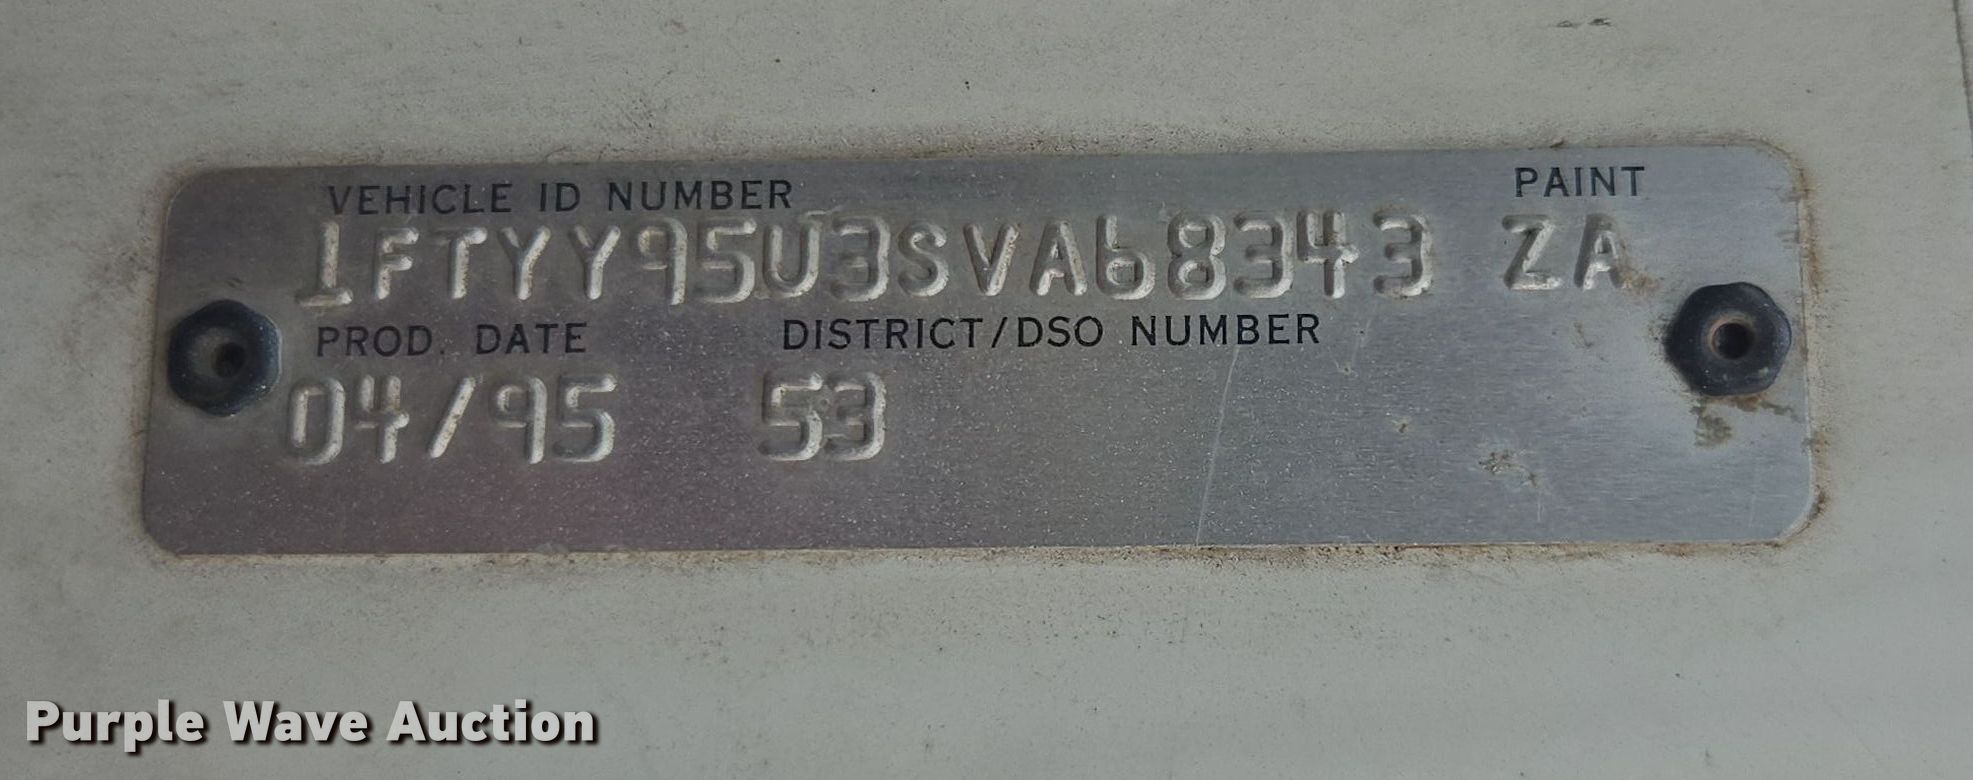 VEHICLE ID NUMBER PAINT
1FTYY95U3SVA68343 ZA
PROD. DATE DISTRICT/DSO NUMBER
04/95 53
Purple Wave Auction